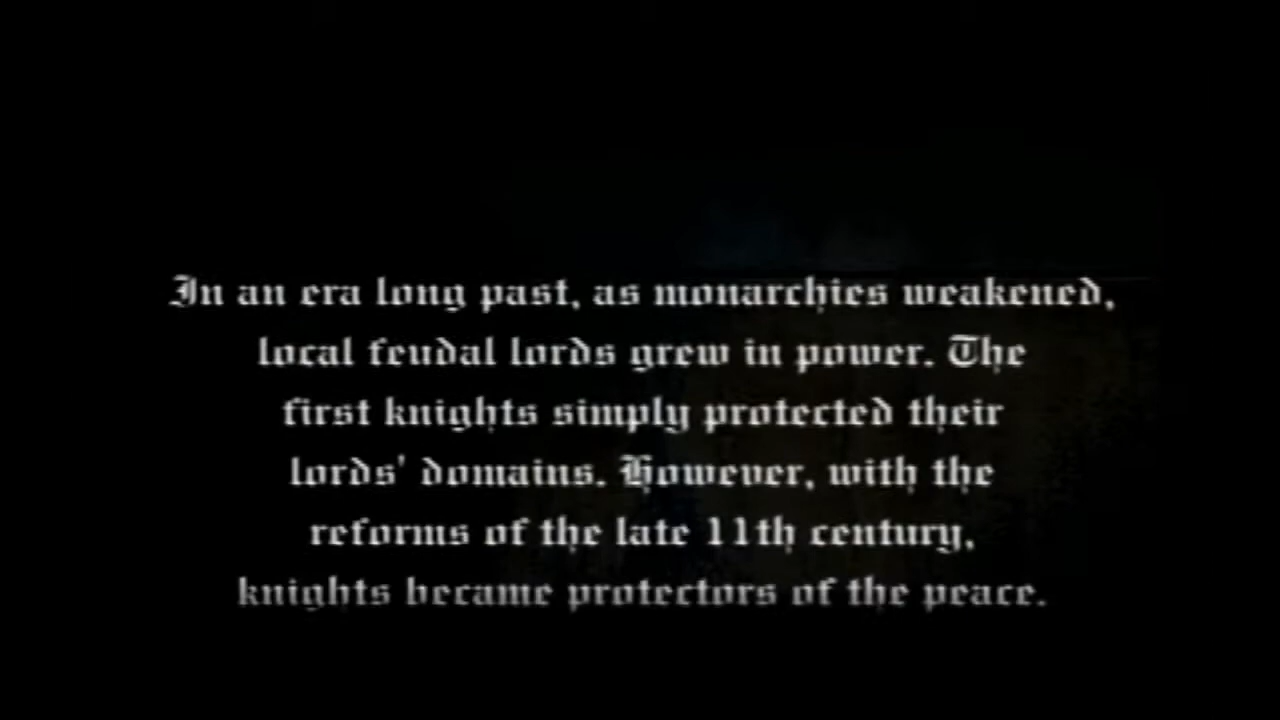 In an era long past, as monarchies weakened,
local feudal lords grew in power. The
first knights simply protected their
lords' domains. However, with the
reforms of the late 11th century,
knights became protectors of the peace.